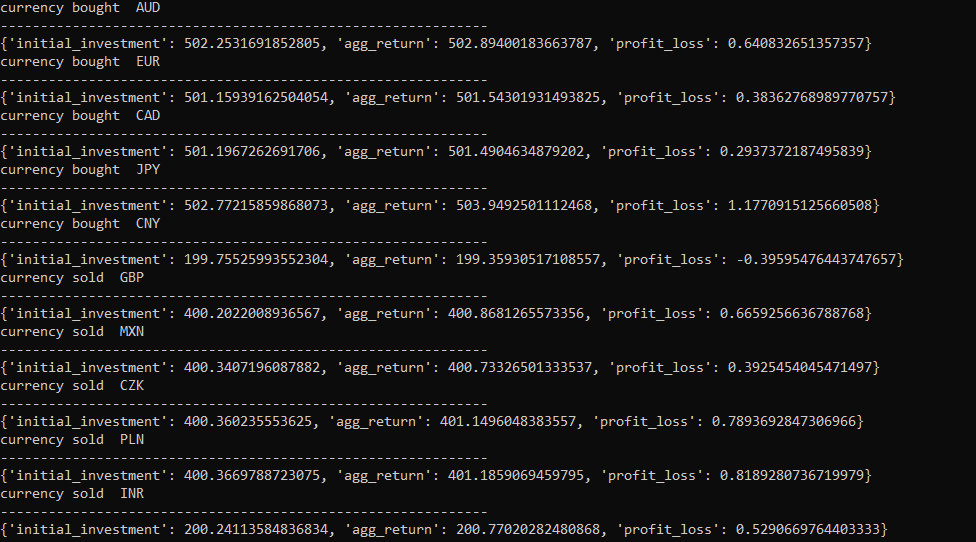 currency bought  AUD
-------------------------------------------------------------
{'initial_investment': 502.2531691852805, 'agg_return': 502.89400183663787, 'profit_loss': 0.640832651357357}
currency bought  EUR
-------------------------------------------------------------
{'initial_investment': 501.15939162504054, 'agg_return': 501.54301931493825, 'profit_loss': 0.38362768989770757}
currency bought  CAD
-------------------------------------------------------------
{'initial_investment': 501.1967262691706, 'agg_return': 501.4904634879202, 'profit_loss': 0.2937372187495839}
currency bought  JPY
-------------------------------------------------------------
{'initial_investment': 502.77215859868073, 'agg_return': 503.9492501112468, 'profit_loss': 1.1770915125660508}
currency bought  CNY
-------------------------------------------------------------
{'initial_investment': 199.75525993552304, 'agg_return': 199.35930517108557, 'profit_loss': -0.39595476443747657}
currency sold  GBP
-------------------------------------------------------------
{'initial_investment': 400.2022008936567, 'agg_return': 400.8681265573356, 'profit_loss': 0.6659256636788768}
currency sold  MXN
-------------------------------------------------------------
{'initial_investment': 400.3407196087882, 'agg_return': 400.73326501333537, 'profit_loss': 0.3925454045471497}
currency sold  CZK
-------------------------------------------------------------
{'initial_investment': 400.360235553625, 'agg_return': 401.1496048383557, 'profit_loss': 0.7893692847306966}
currency sold  PLN
-------------------------------------------------------------
{'initial_investment': 400.3669788723075, 'agg_return': 401.1859069459795, 'profit_loss': 0.8189280736719979}
currency sold  INR
-------------------------------------------------------------
{'initial_investment': 200.24113584836834, 'agg_return': 200.77020282480868, 'profit_loss': 0.5290669764403333}